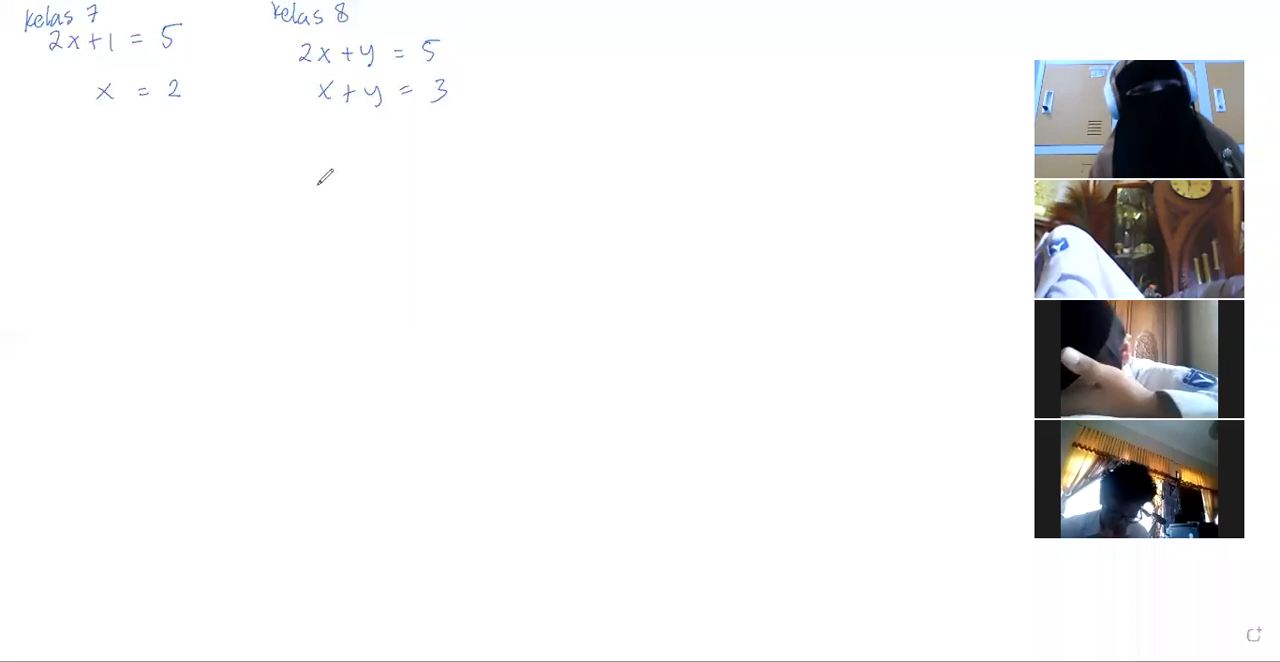 Kelas 7
2x+1 = 5
x = 2
Kelas 8
2x+y = 5
x+y = 3